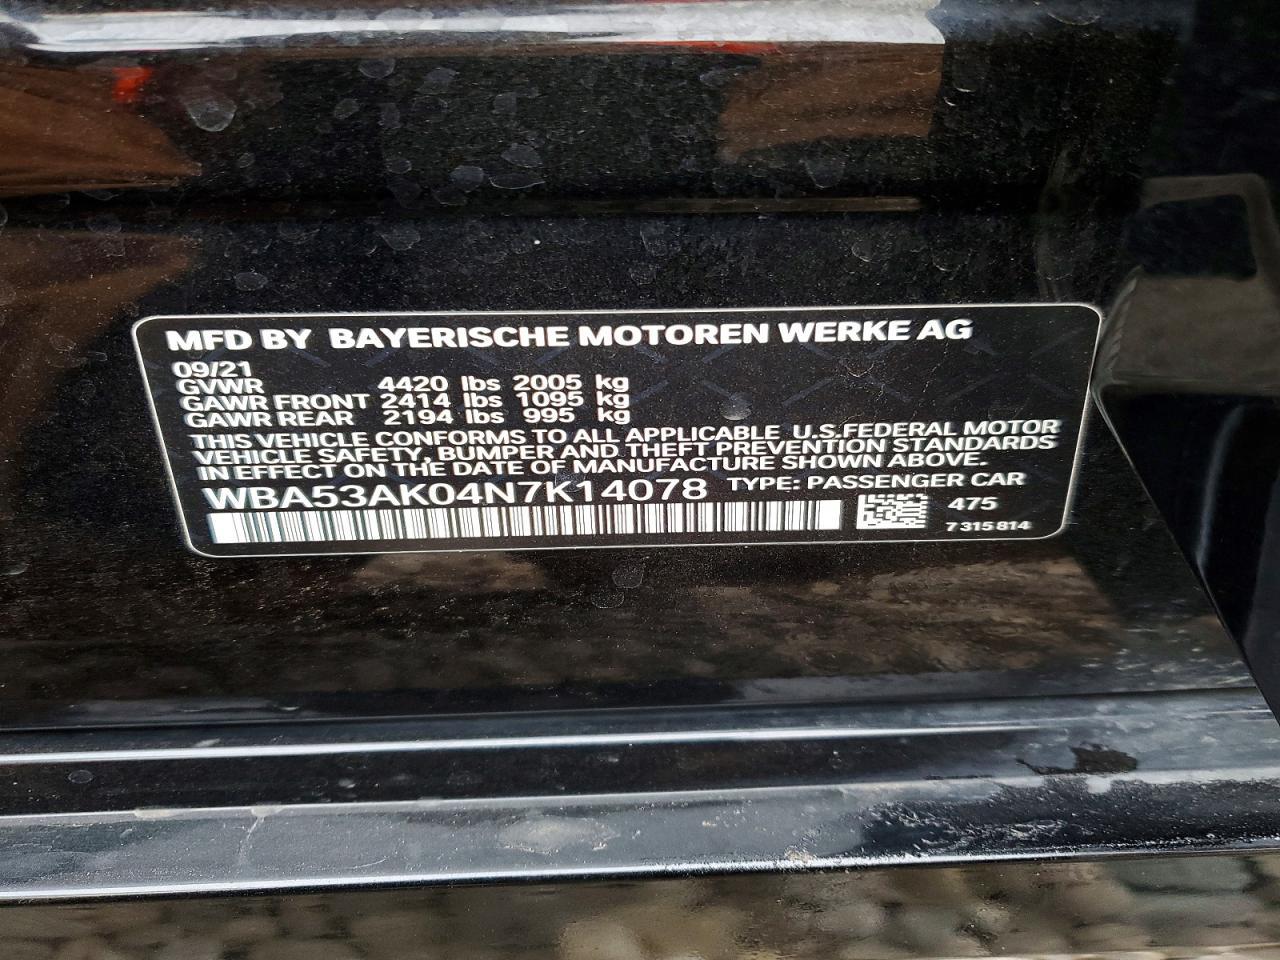 MFD BY BAYERISCHE MOTOREN WERKE AG
09/21
GVWR 4420 lbs 2005 kg
GAWR FRONT 2414 lbs 1095 kg
GAWR REAR 2194 lbs 995 kg
THIS VEHICLE CONFORMS TO ALL APPLICABLE U.S.FEDERAL MOTOR
VEHICLE SAFETY, BUMPER AND THEFT PREVENTION STANDARDS
IN EFFECT ON THE DATE OF MANUFACTURE SHOWN ABOVE.
WBA53AK04N7K14078 TYPE: PASSENGER CAR
475
7 315 814